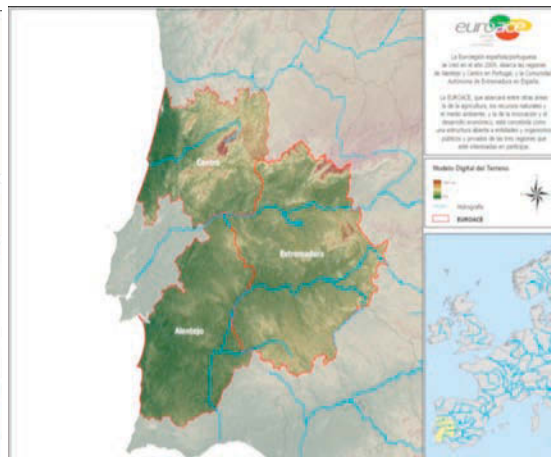 Centro
Extremadura
Alentejo
euroace
La Euroregión española-portuguesa
se creó en el año 2009, abarca las regiones
de Alentejo y Centro en Portugal, y la Comunidad
Autónoma de Extremadura en España.
La EUROACE, que abarcará entre otras áreas
la de la agricultura, los recursos naturales y
el medio ambiente, y la de la innovación y el
desarrollo económico, está concebida como
una estructura abierta a entidades y organismos
públicos y privados de las tres regiones que
estén interesadas en participar.
Modelo Digital del Terreno
Hidrografía
EUROACE